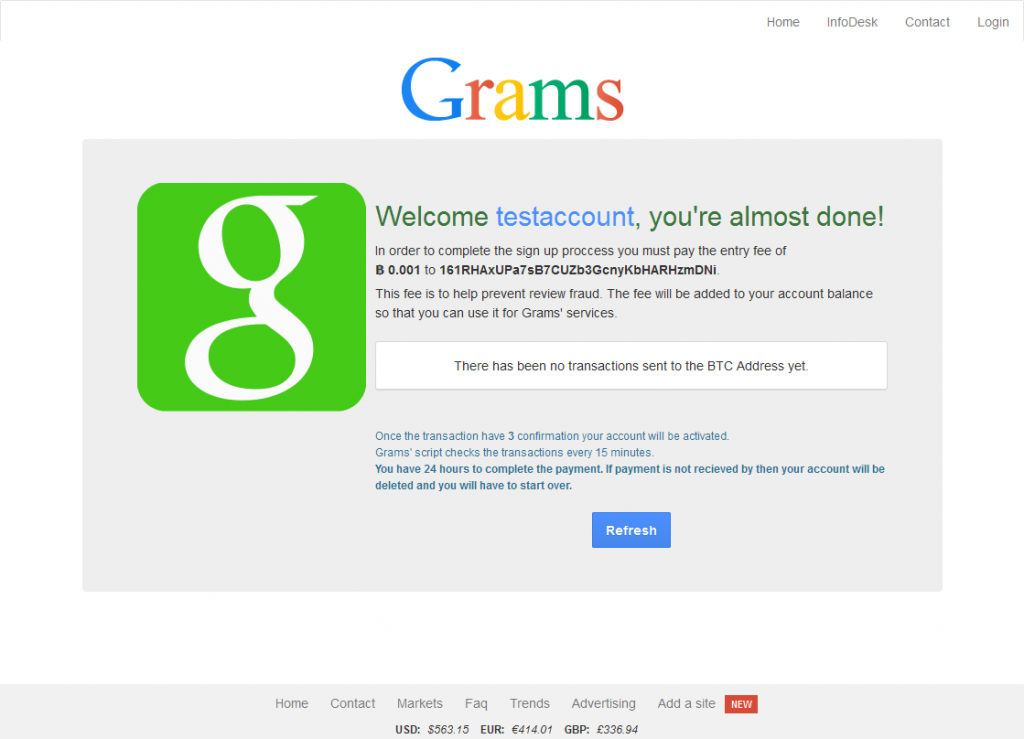 Home InfoDesk Contact Login
Grams
g
Welcome testaccount, you're almost done!
In order to complete the sign up proccess you must pay the entry fee of
฿ 0.001 to 161RHAxUPa7sB7CUZb3GcnyKbHARHzmDNi.
This fee is to help prevent review fraud. The fee will be added to your account balance
so that you can use it for Grams' services.
There has been no transactions sent to the BTC Address yet.
Once the transaction have 3 confirmation your account will be activated.
Grams' script checks the transactions every 15 minutes.
You have 24 hours to complete the payment. If payment is not recieved by then your account will be
deleted and you will have to start over.
Refresh
Home Contact Markets Faq Trends Advertising Add a site NEW
USD: $563.15 EUR: €414.01 GBP: £336.94